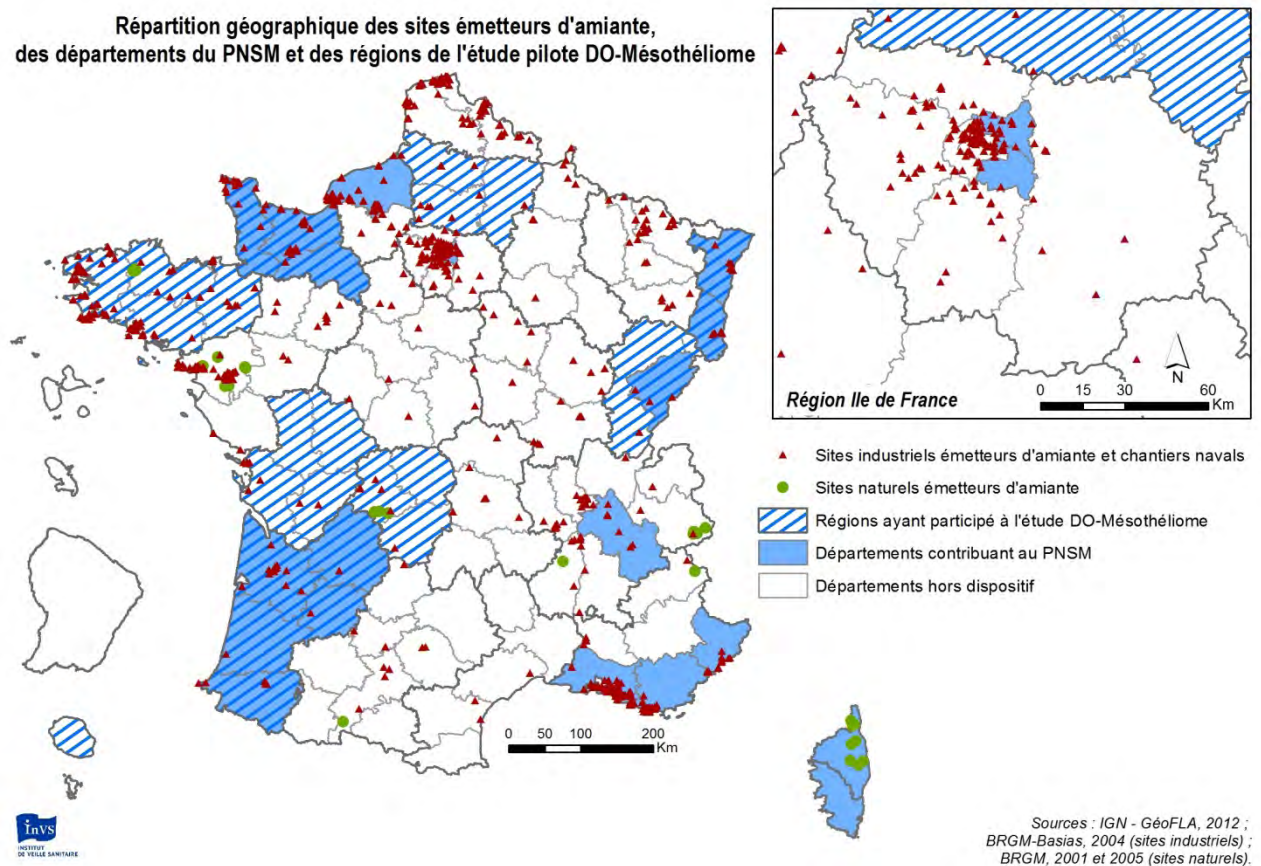 Répartition géographique des sites émetteurs d'amiante,
des départements du PNSM et des régions de l'étude pilote DO-Mésothéliome
N
0 15 30 60
Km
Région Ile de France
Sites industriels émetteurs d'amiante et chantiers navals
Sites naturels émetteurs d'amiante
Régions ayant participé à l'étude DO-Mésothéliome
Départements contribuant au PNSM
Départements hors dispositif
0 50 100 200
Km
InVS
INSTITUT
DE VEILLE SANITAIRE
Sources : IGN - GéoFLA, 2012 ;
BRGM-Basias, 2004 (sites industriels) ;
BRGM, 2001 et 2005 (sites naturels).